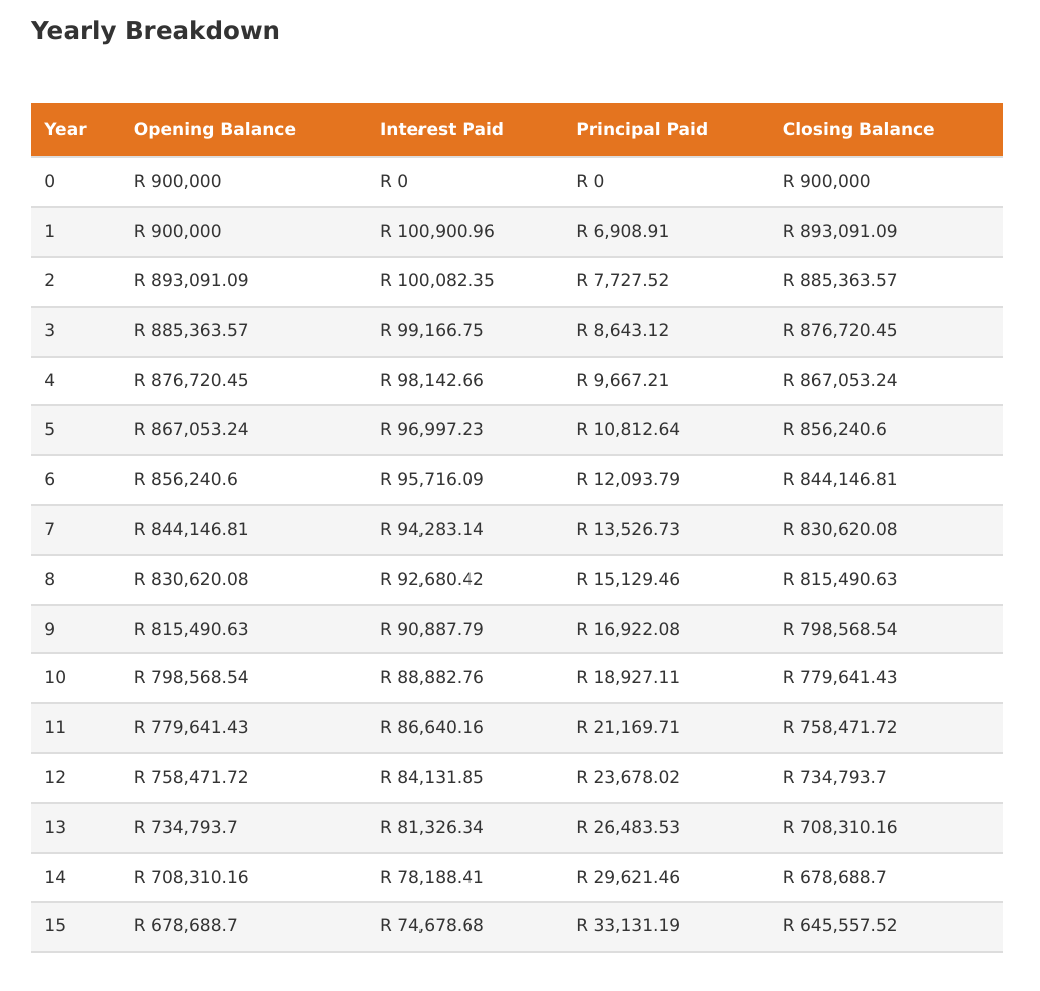 Yearly Breakdown
Year Opening Balance Interest Paid Principal Paid Closing Balance
0 R 900,000 R 0 R 0 R 900,000
1 R 900,000 R 100,900.96 R 6,908.91 R 893,091.09
2 R 893,091.09 R 100,082.35 R 7,727.52 R 885,363.57
3 R 885,363.57 R 99,166.75 R 8,643.12 R 876,720.45
4 R 876,720.45 R 98,142.66 R 9,667.21 R 867,053.24
5 R 867,053.24 R 96,997.23 R 10,812.64 R 856,240.6
6 R 856,240.6 R 95,716.09 R 12,093.79 R 844,146.81
7 R 844,146.81 R 94,283.14 R 13,526.73 R 830,620.08
8 R 830,620.08 R 92,680.42 R 15,129.46 R 815,490.63
9 R 815,490.63 R 90,887.79 R 16,922.08 R 798,568.54
10 R 798,568.54 R 88,882.76 R 18,927.11 R 779,641.43
11 R 779,641.43 R 86,640.16 R 21,169.71 R 758,471.72
12 R 758,471.72 R 84,131.85 R 23,678.02 R 734,793.7
13 R 734,793.7 R 81,326.34 R 26,483.53 R 708,310.16
14 R 708,310.16 R 78,188.41 R 29,621.46 R 678,688.7
15 R 678,688.7 R 74,678.68 R 33,131.19 R 645,557.52